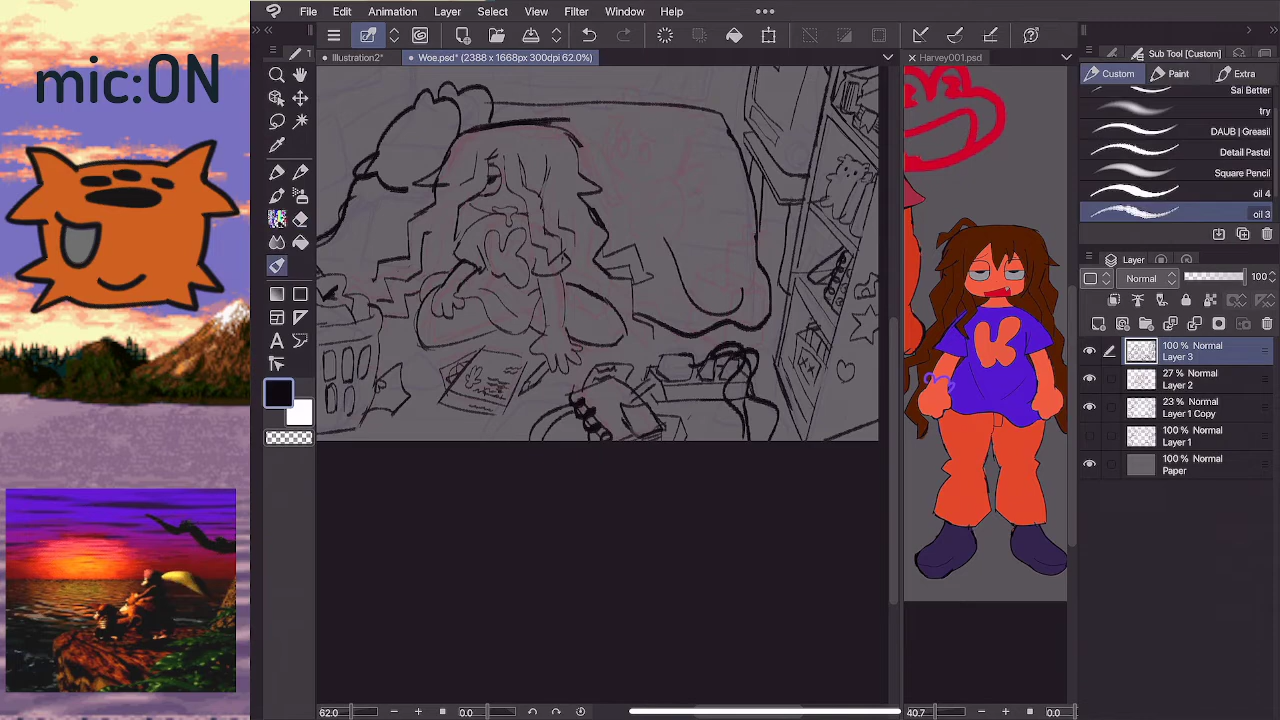 mic:ON
File Edit Animation Layer Select View Filter Window Help
Illustration2*
Woe.psd* (2388 x 1668px 300dpi 62.0%)
Harvey001.psd
Sub Tool[Custom]
Custom
Paint
Extra
Sai Better
try
DAUB | Greasl
Detail Pastel
Square Pencil
oil 4
oil 3
Layer
Normal
100
100 % Normal
Layer 3
27 % Normal
Layer 2
23 % Normal
Layer 1 Copy
100 % Normal
Layer 1
100 % Normal
Paper
62.0
0.0
40.7
0.0